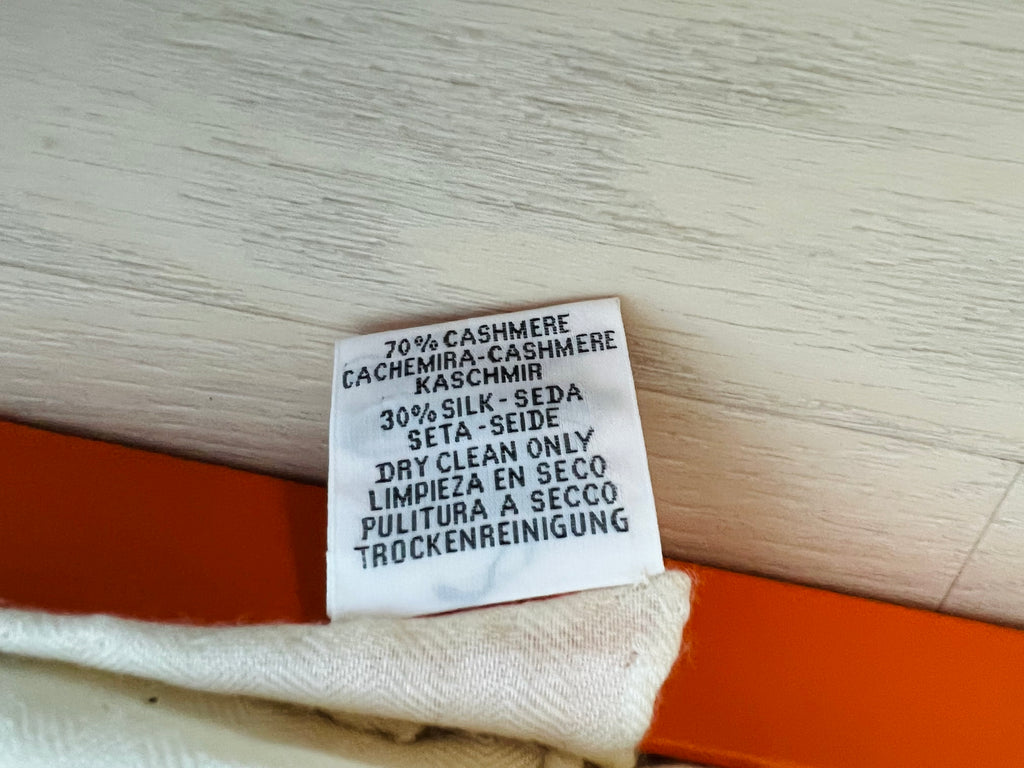 70% CASHMERE
CACHEMIRA-CASHMERE
KASCHMIR
30% SILK - SEDA
SETA - SEIDE
DRY CLEAN ONLY
LIMPIEZA EN SECO
PULITURA A SECCO
TROCKENREINIGUNG